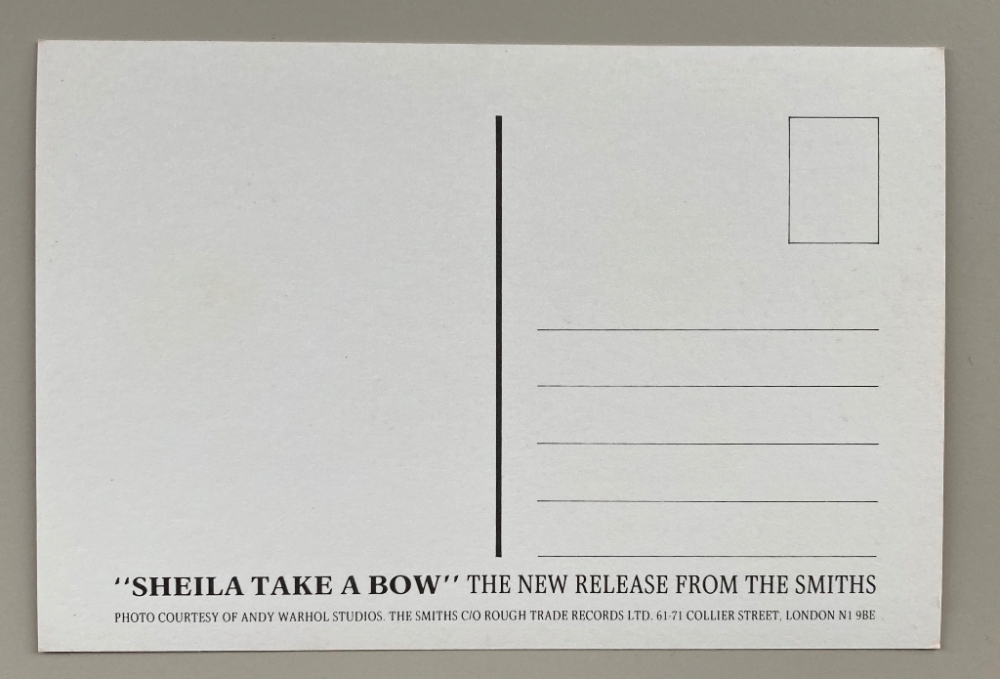 ''SHEILA TAKE A BOW'' THE NEW RELEASE FROM THE SMITHS
PHOTO COURTESY OF ANDY WARHOL STUDIOS. THE SMITHS C/O ROUGH TRADE RECORDS LTD. 61-71 COLLIER STREET, LONDON N1 9BE